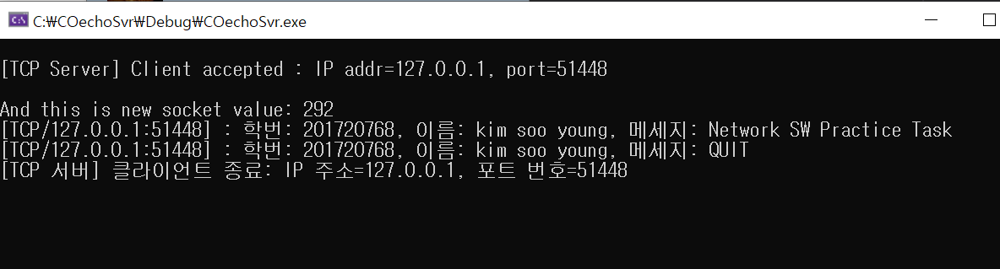 C:\COechoSvr\Debug\COechoSvr.exe
[TCP Server] Client accepted : IP addr=127.0.0.1, port=51448
And this is new socket value: 292
[TCP/127.0.0.1:51448] : 학번: 201720768, 이름: kim soo young, 메세지: Network SW Practice Task
[TCP/127.0.0.1:51448] : 학번: 201720768, 이름: kim soo young, 메세지: QUIT
[TCP 서버] 클라이언트 종료: IP 주소=127.0.0.1, 포트 번호=51448